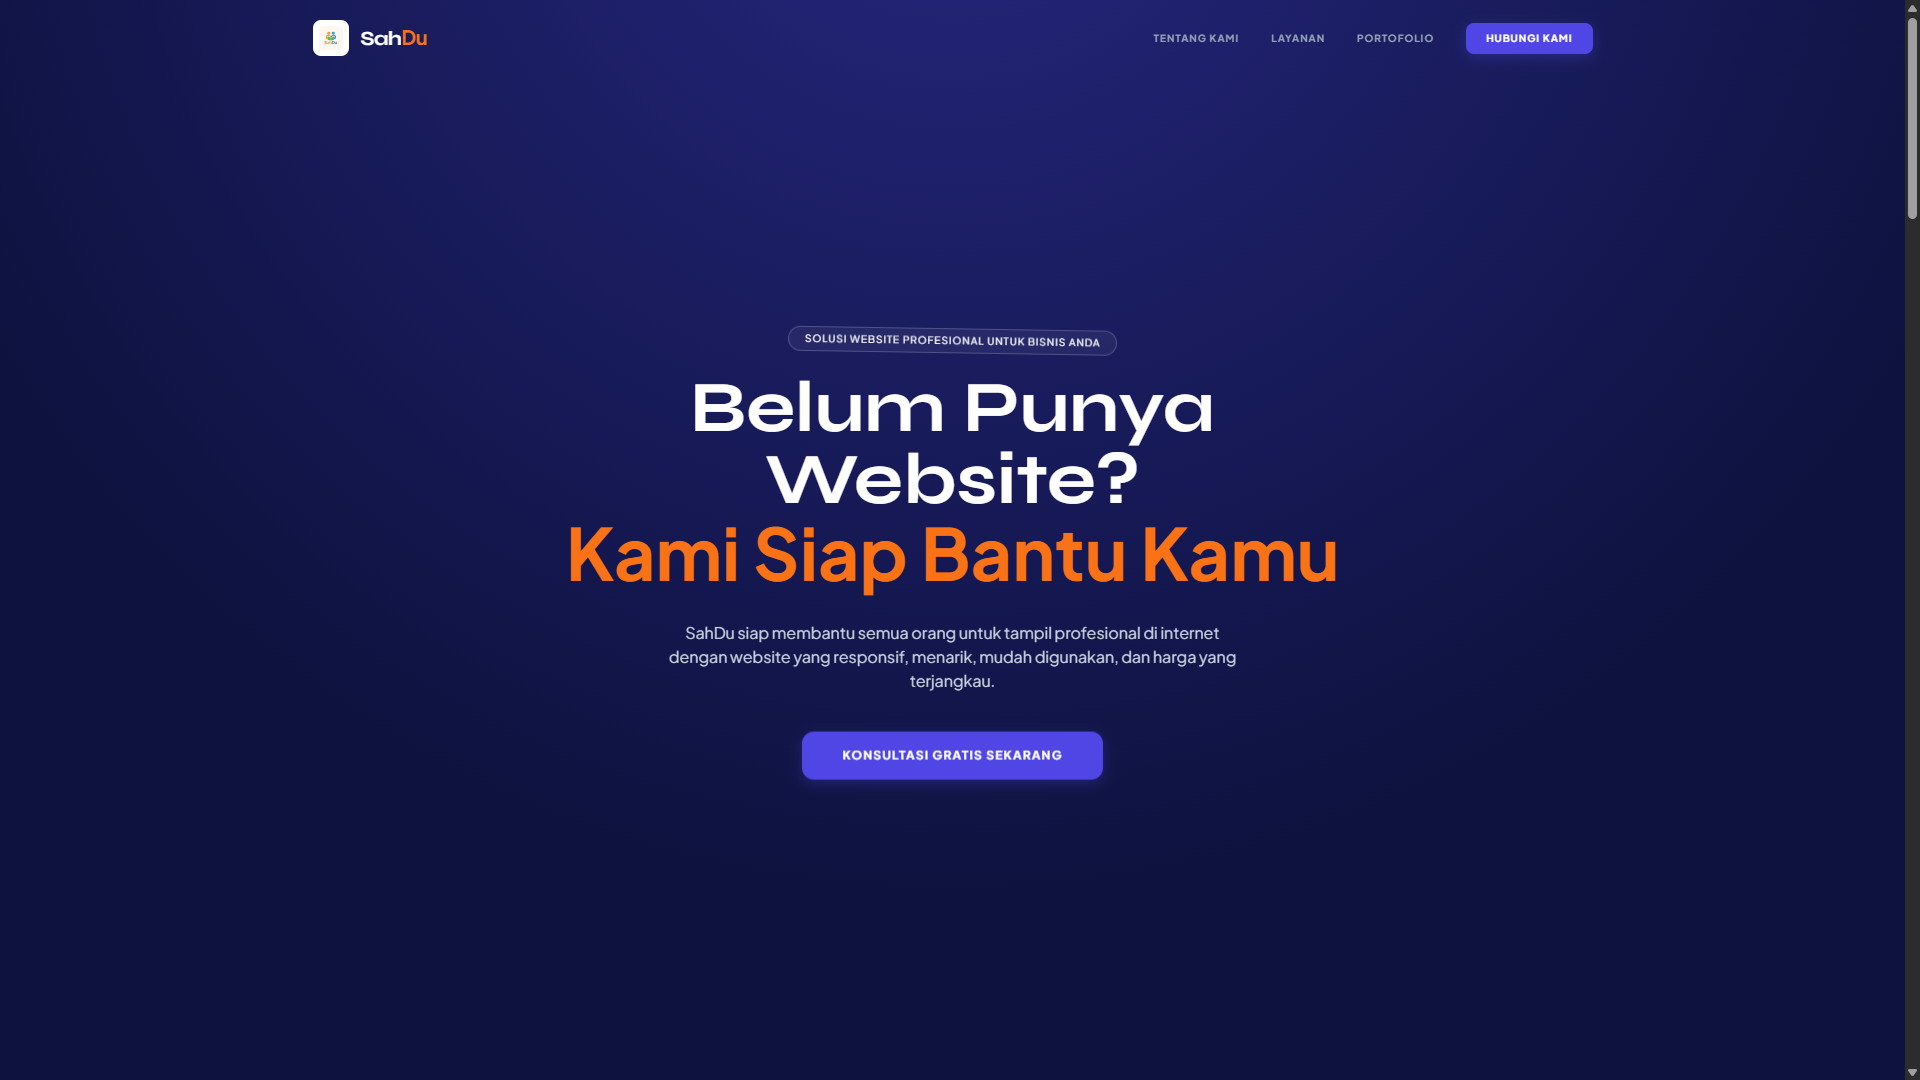 SahDu
TENTANG KAMI
LAYANAN
PORTOFOLIO
HUBUNGI KAMI
SOLUSI WEBSITE PROFESIONAL UNTUK BISNIS ANDA
Belum Punya
Website?
Kami Siap Bantu Kamu
SahDu siap membantu semua orang untuk tampil profesional di internet
dengan website yang responsif, menarik, mudah digunakan, dan harga yang
terjangkau.
KONSULTASI GRATIS SEKARANG